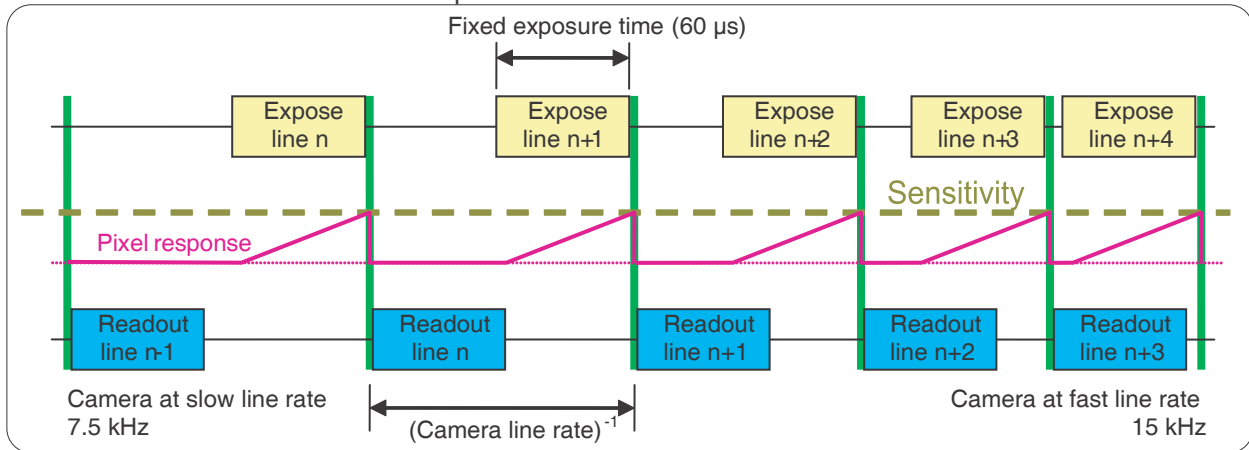 Fixed exposure time (60 µs)
Expose
line n
Expose
line n+1
Expose
line n+2
Expose
line n+3
Expose
line n+4
Sensitivity
Pixel response
Readout
line n-1
Readout
line n
Readout
line n+1
Readout
line n+2
Readout
line n+3
Camera at slow line rate
7.5 kHz
(Camera line rate)-1
Camera at fast line rate
15 kHz